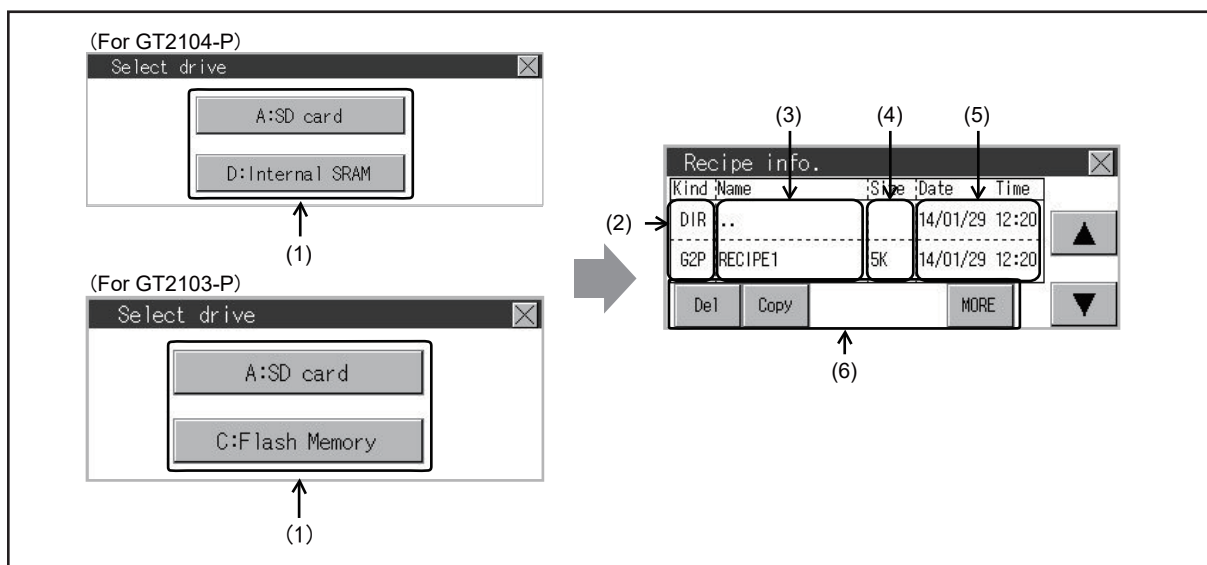 (For GT2104-P)
Select drive
A:SD card
D:Internal SRAM
(1)
(For GT2103-P)
Select drive
A:SD card
C:Flash Memory
(1)
(3) (4) (5)
Recipe info.
Kind Name Size Date Time
(2)
DIR .. 14/01/29 12:20
G2P RECIPE1 5K 14/01/29 12:20
Del Copy MORE
(6)